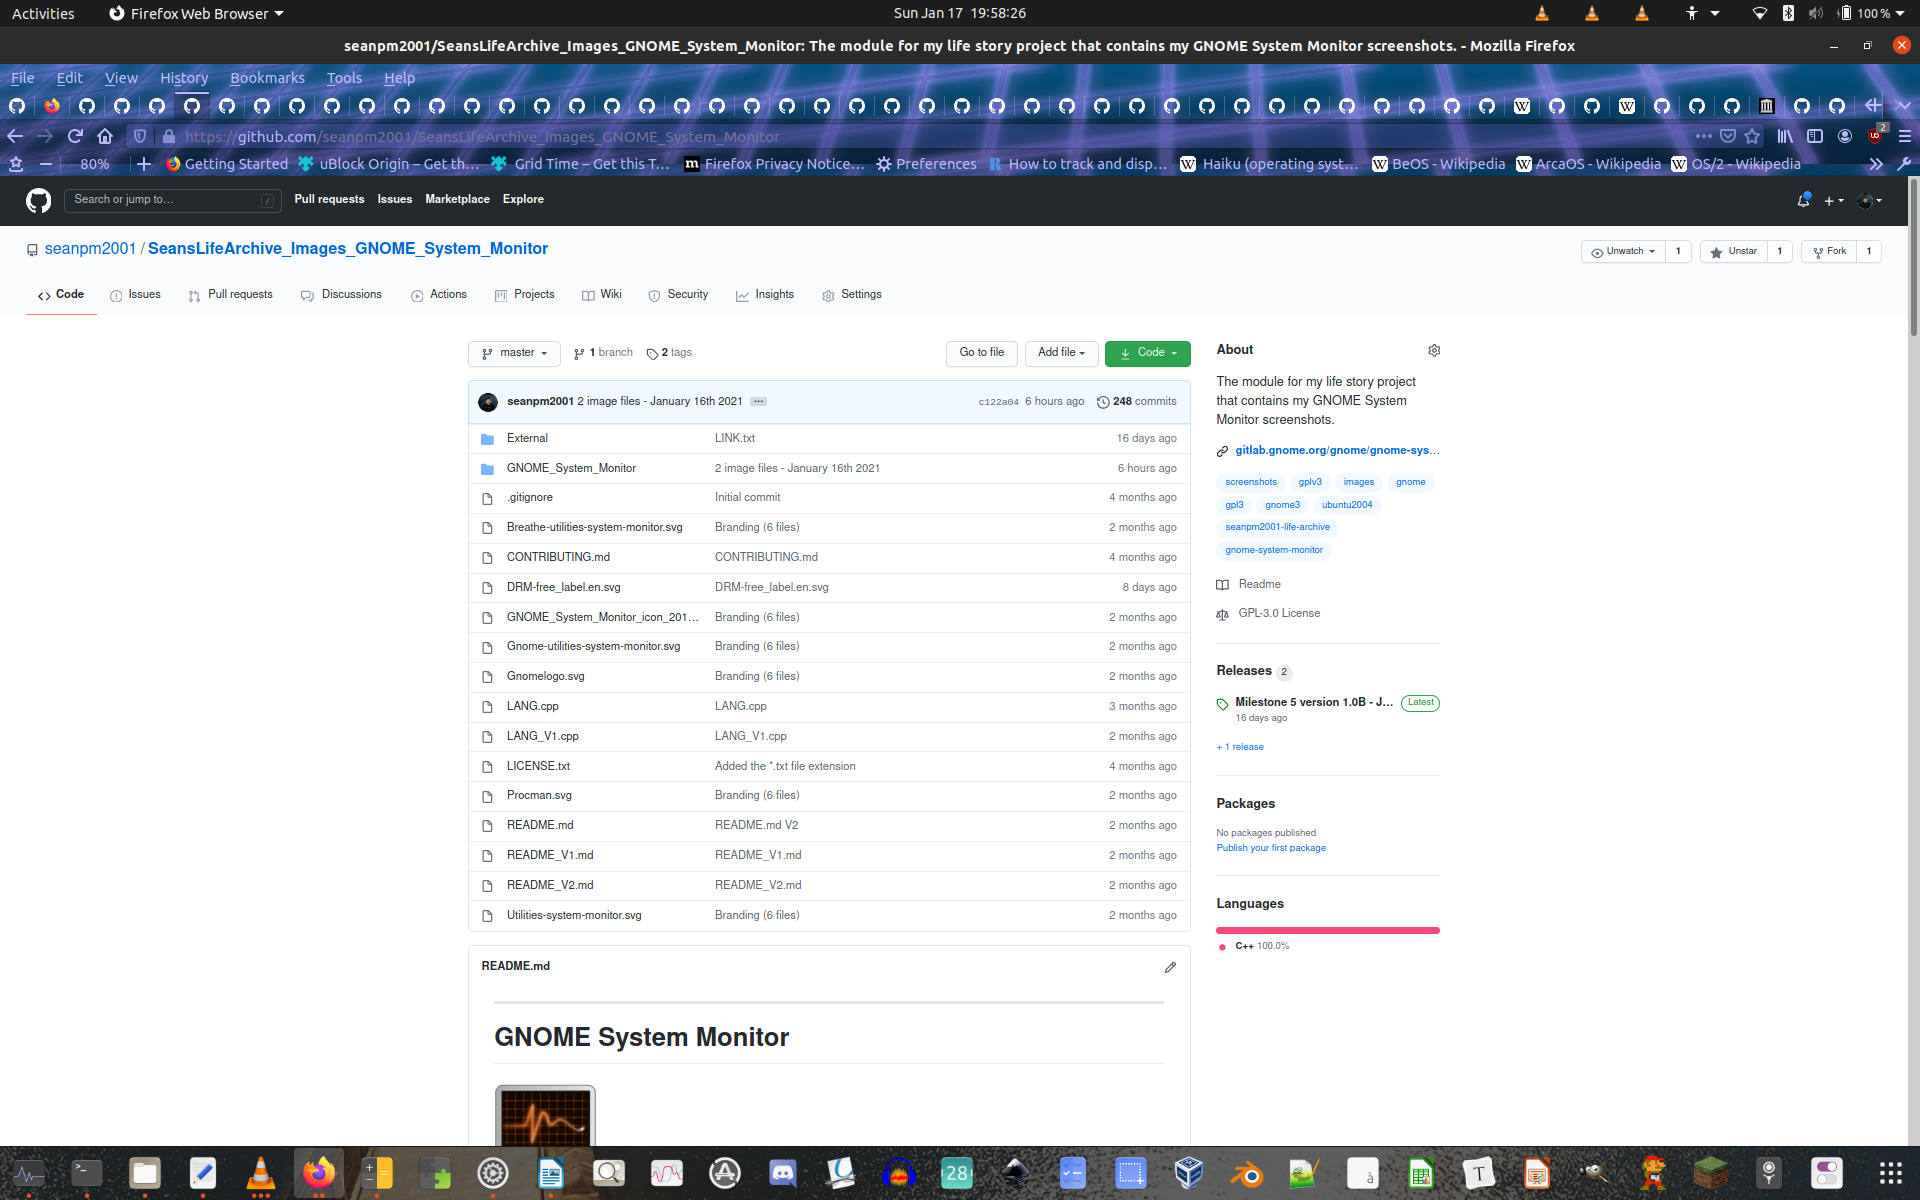 Activities
Firefox Web Browser
Sun Jan 17 19:58:26
100 %
seanpm2001/SeansLifeArchive_Images_GNOME_System_Monitor: The module for my life story project that contains my GNOME System Monitor screenshots. - Mozilla Firefox
File Edit View History Bookmarks Tools Help
https://github.com/seanpm2001/SeansLifeArchive_Images_GNOME_System_Monitor
2
80%
Getting Started
uBlock Origin – Get th…
Grid Time – Get this T…
Firefox Privacy Notice…
Preferences
How to track and disp…
Haiku (operating syst…
BeOS - Wikipedia
ArcaOS - Wikipedia
OS/2 - Wikipedia
Search or jump to…
/
Pull requests Issues Marketplace Explore
seanpm2001 / SeansLifeArchive_Images_GNOME_System_Monitor
Unwatch 1
Unstar 1
Fork 1
Code Issues Pull requests Discussions Actions Projects Wiki Security Insights Settings
master
1 branch
2 tags
Go to file
Add file
Code
seanpm2001 2 image files - January 16th 2021 ... c122a04 6 hours ago 248 commits
External LINK.txt 16 days ago
GNOME_System_Monitor 2 image files - January 16th 2021 6 hours ago
.gitignore Initial commit 4 months ago
Breathe-utilities-system-monitor.svg Branding (6 files) 2 months ago
CONTRIBUTING.md CONTRIBUTING.md 4 months ago
DRM-free_label.en.svg DRM-free_label.en.svg 8 days ago
GNOME_System_Monitor_icon_201… Branding (6 files) 2 months ago
Gnome-utilities-system-monitor.svg Branding (6 files) 2 months ago
Gnomelogo.svg Branding (6 files) 2 months ago
LANG.cpp LANG.cpp 3 months ago
LANG_V1.cpp LANG_V1.cpp 2 months ago
LICENSE.txt Added the *.txt file extension 4 months ago
Procman.svg Branding (6 files) 2 months ago
README.md README.md V2 2 months ago
README_V1.md README_V1.md 2 months ago
README_V2.md README_V2.md 2 months ago
Utilities-system-monitor.svg Branding (6 files) 2 months ago
README.md
GNOME System Monitor
About
The module for my life story project
that contains my GNOME System
Monitor screenshots.
gitlab.gnome.org/gnome/gnome-sys…
screenshots gplv3 images gnome
gpl3 gnome3 ubuntu2004
seanpm2001-life-archive
gnome-system-monitor
Readme
GPL-3.0 License
Releases 2
Milestone 5 version 1.0B - J… Latest
16 days ago
+ 1 release
Packages
No packages published
Publish your first package
Languages
C++ 100.0%
28